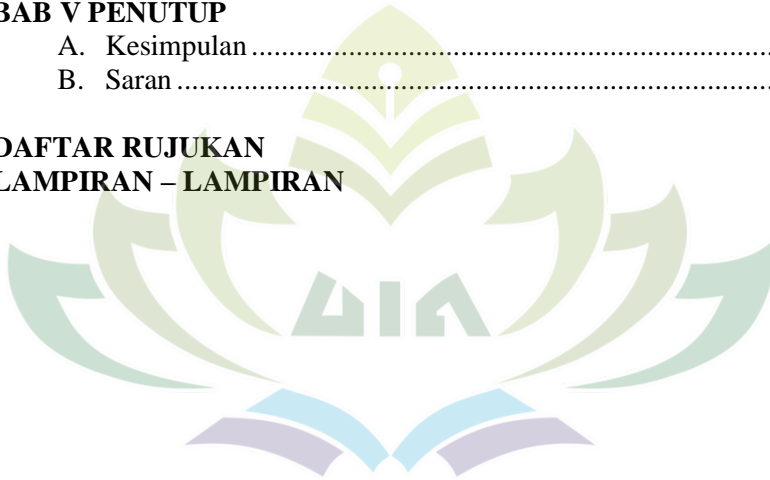 BAB V PENUTUP
A. Kesimpulan ................................................................................
B. Saran ................................................................................
DAFTAR RUJUKAN
LAMPIRAN – LAMPIRAN